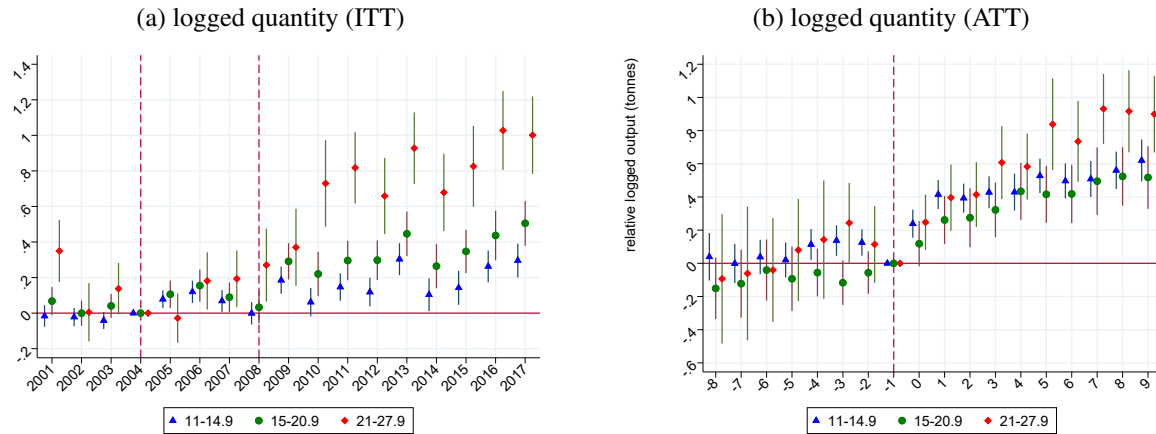 (a) logged quantity (ITT)
1.4
1.2
1
.8
.6
.4
.2
0
-.2
2001 2002 2003 2004 2005 2006 2007 2008 2009 2010 2011 2012 2013 2014 2015 2016 2017
11-14.9 15-20.9 21-27.9
(b) logged quantity (ATT)
relative logged output (tonnes)
1.2
1
.8
.6
.4
.2
0
-.2
-.4
-.6
-8 -7 -6 -5 -4 -3 -2 -1 0 1 2 3 4 5 6 7 8 9
11-14.9 15-20.9 21-27.9